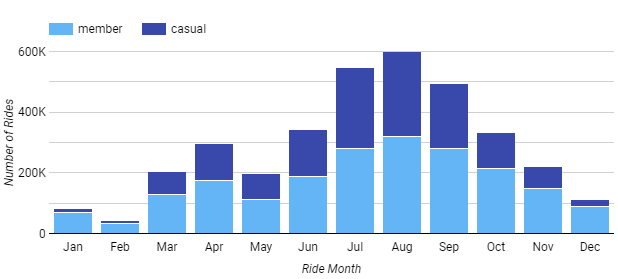 member casual
600K
400K
200K
0
Number of Rides
Jan Feb Mar Apr May Jun Jul Aug Sep Oct Nov Dec
Ride Month